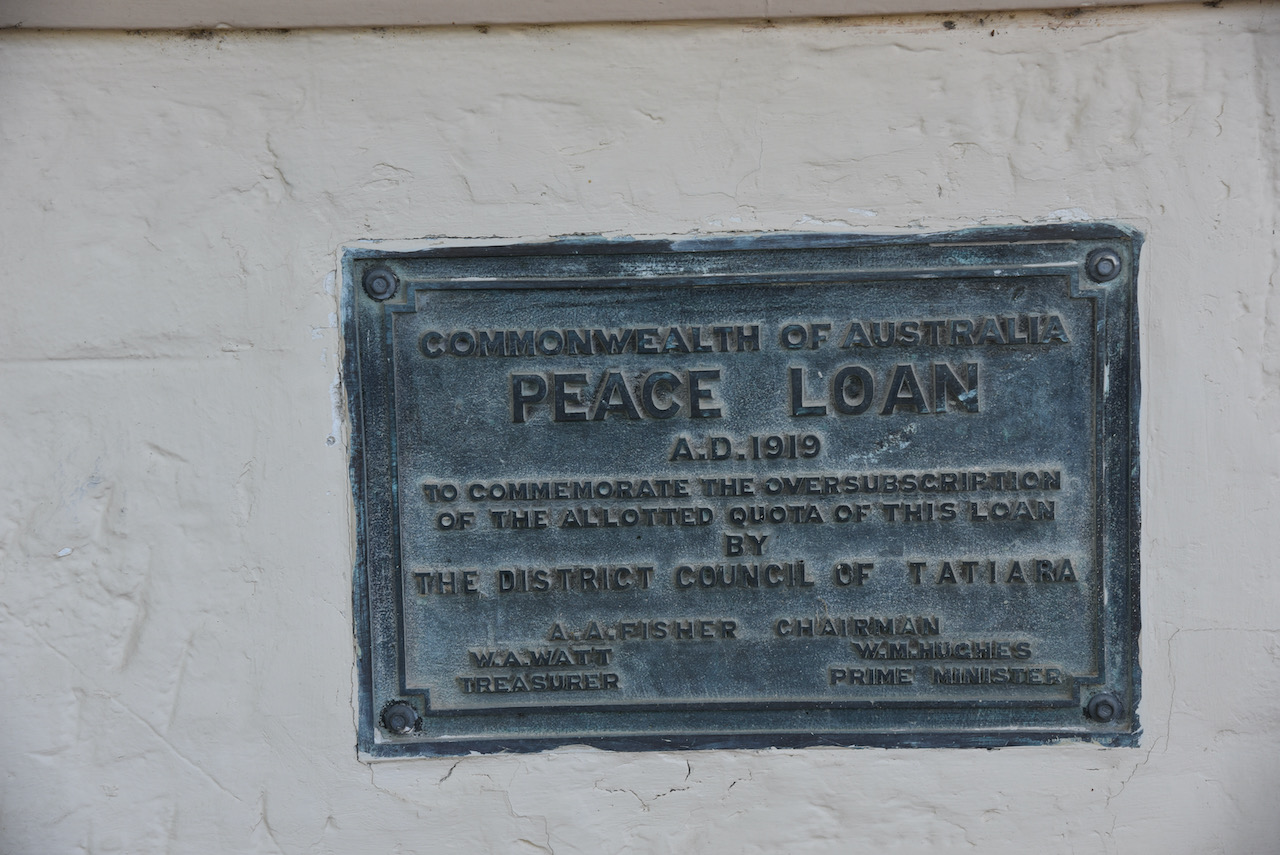 COMMONWEALTH OF AUSTRALIA
PEACE LOAN
A.D.1919
TO COMMEMORATE THE OVERSUBSCRIPTION
OF THE ALLOTTED QUOTA OF THIS LOAN
BY
THE DISTRICT COUNCIL OF TATIARA
A.A.FISHER CHAIRMAN
W.A.WATT W.M.HUGHES
TREASURER PRIME MINISTER